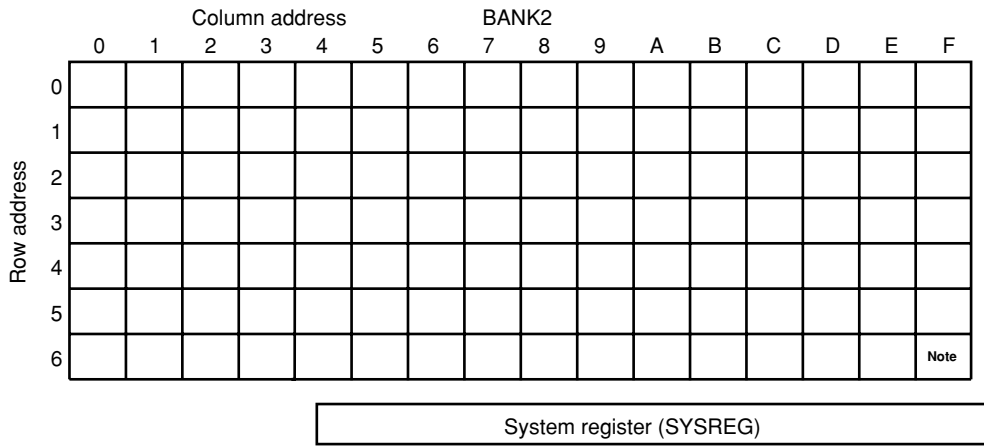 Column address BANK2
0 1 2 3 4 5 6 7 8 9 A B C D E F
Row address
0
1
2
3
4
5
6 Note
System register (SYSREG)